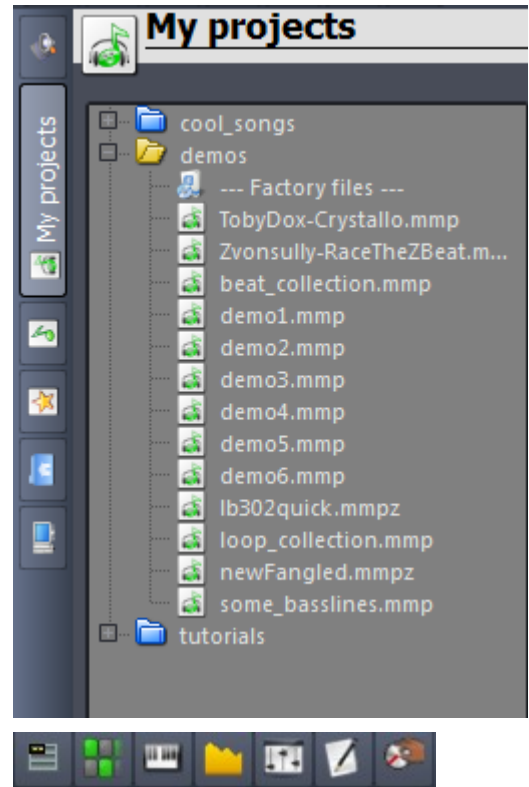 My projects
My projects
cool_songs
demos
--- Factory files ---
TobyDox-Crystallo.mmp
Zvonsully-RaceTheZBeat.m...
beat_collection.mmp
demo1.mmp
demo2.mmp
demo3.mmp
demo4.mmp
demo5.mmp
demo6.mmp
lb302quick.mmpz
loop_collection.mmp
newFangled.mmpz
some_basslines.mmp
tutorials